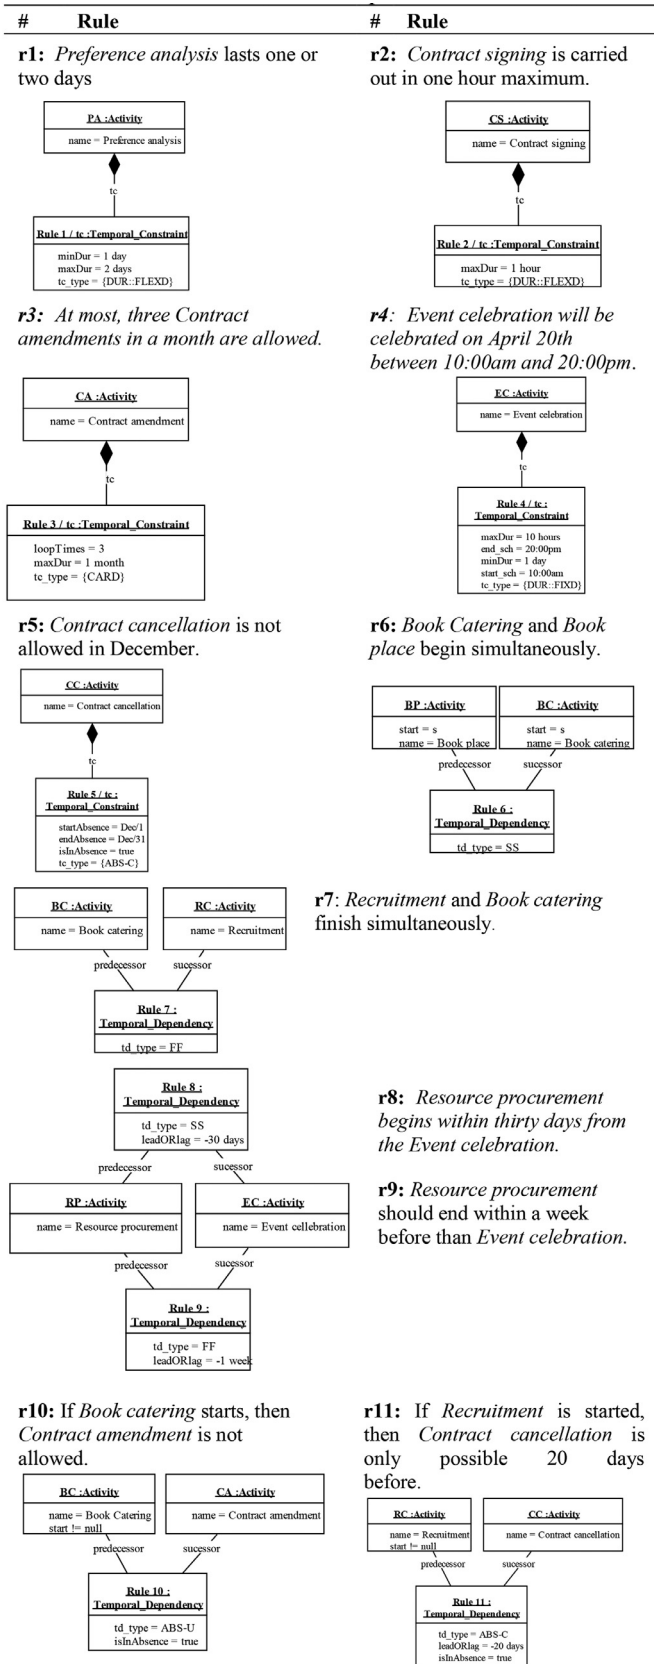 # Rule # Rule
r1: Preference analysis lasts one or
two days
PA :Activity
name = Preference analysis
tc
Rule 1 / tc :Temporal_Constraint
minDur = 1 day
maxDur = 2 days
tc_type = {DUR::FLEXD}
r2: Contract signing is carried
out in one hour maximum.
CS :Activity
name = Contract signing
tc
Rule 2 / tc :Temporal_Constraint
maxDur = 1 hour
tc_type = {DUR::FLEXD}
r3: At most, three Contract
amendments in a month are allowed.
CA :Activity
name = Contract amendment
tc
Rule 3 / tc :Temporal_Constraint
loopTimes = 3
maxDur = 1 month
tc_type = {CARD}
r4: Event celebration will be
celebrated on April 20th
between 10:00am and 20:00pm.
EC :Activity
name = Event celebration
tc
Rule 4 / tc :
Temporal_Constraint
maxDur = 10 hours
end_sch = 20:00pm
minDur = 1 day
start_sch = 10:00am
tc_type = {DUR::FIXD}
r5: Contract cancellation is not
allowed in December.
CC :Activity
name = Contract cancellation
tc
Rule 5 / tc :
Temporal_Constraint
startAbsence = Dec/1
endAbsence = Dec/31
isInAbsence = true
tc_type = {ABS-C}
r6: Book Catering and Book
place begin simultaneously.
BP :Activity
start = s
name = Book place
BC :Activity
start = s
name = Book catering
predecessor sucessor
Rule 6 :
Temporal_Dependency
td_type = SS
BC :Activity
name = Book catering
RC :Activity
name = Recruitment
predecessor sucessor
Rule 7 :
Temporal_Dependency
td_type = FF
r7: Recruitment and Book catering
finish simultaneously.
Rule 8 :
Temporal_Dependency
td_type = SS
leadORlag = -30 days
predecessor sucessor
RP :Activity
name = Resource procurement
EC :Activity
name = Event cellebration
predecessor sucessor
Rule 9 :
Temporal_Dependency
td_type = FF
leadORlag = -1 week
r8: Resource procurement
begins within thirty days from
the Event celebration.
r9: Resource procurement
should end within a week
before than Event celebration.
r10: If Book catering starts, then
Contract amendment is not
allowed.
BC :Activity
name = Book Catering
start != null
CA :Activity
name = Contract amendment
predecessor sucessor
Rule 10 :
Temporal_Dependency
td_type = ABS-U
isInAbsence = true
r11: If Recruitment is started,
then Contract cancellation is
only possible 20 days
before.
RC :Activity
name = Recruitment
start != null
CC :Activity
name = Contract cancellation
predecessor sucessor
Rule 11 :
Temporal_Dependency
td_type = ABS-C
leadORlag = -20 days
isInAbsence = true